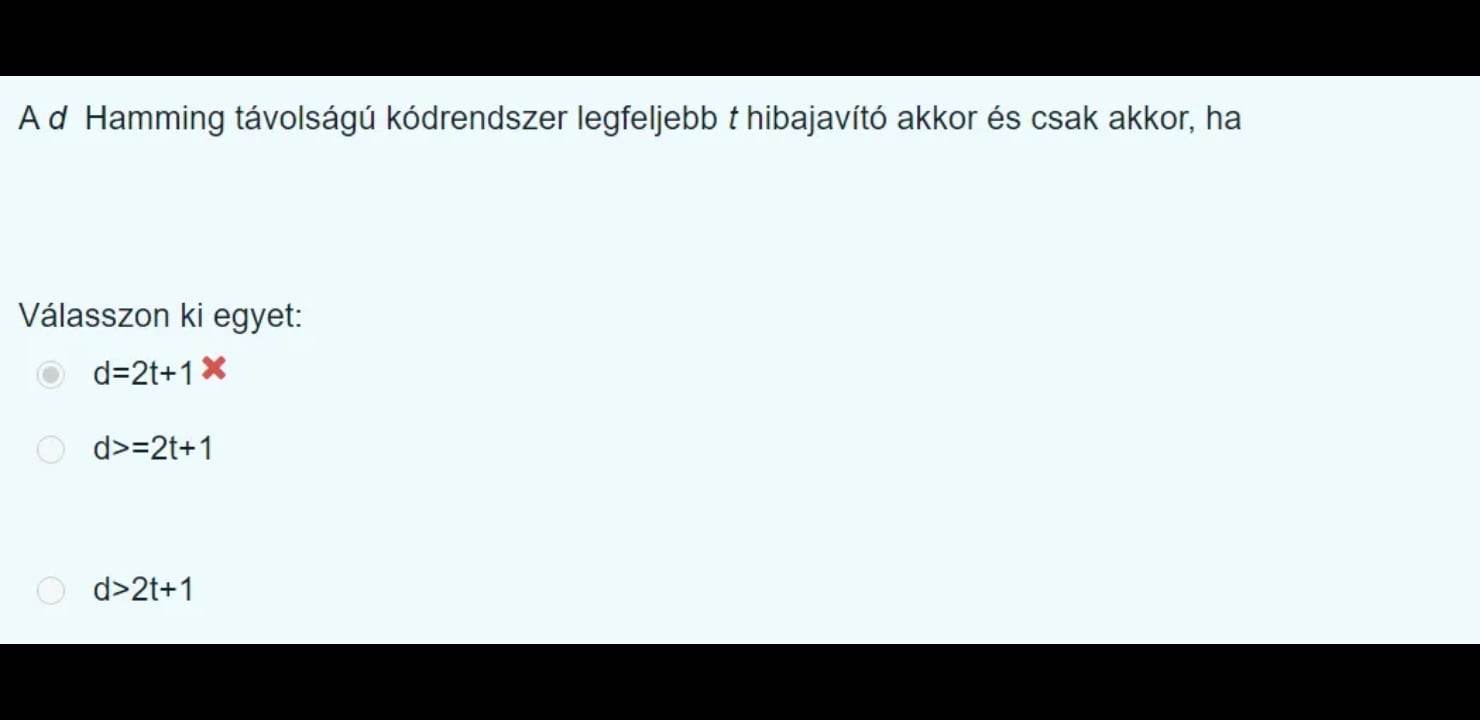 A d Hamming távolságú kódrendszer legfeljebb t hibajavító akkor és csak akkor, ha
Válasszon ki egyet:
d=2t+1
d>=2t+1
d>2t+1